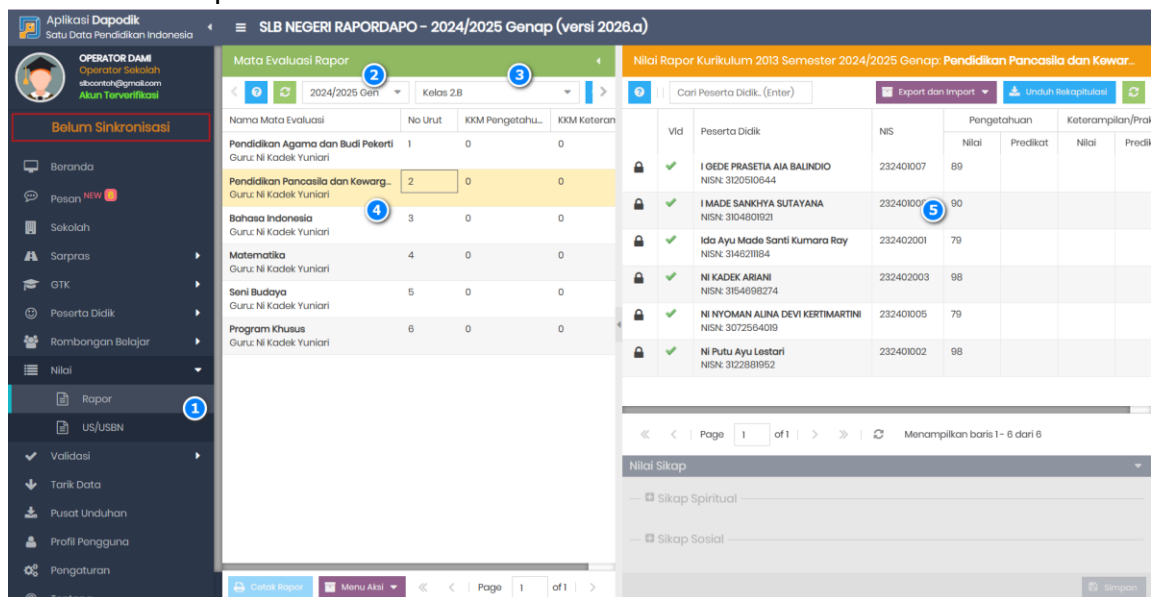 Aplikasi Dapodik
Satu Data Pendidikan Indonesia
OPERATOR DAMI
Operator Sekolah
slbcontoh@gmail.com
Akun Terverifikasi
Belum Sinkronisasi
Beranda
Pesan NEW 6
Sekolah
Sarpras
GTK
Peserta Didik
Rombongan Belajar
Nilai
Rapor
1
US/USBN
Validasi
Tarik Data
Pusat Unduhan
Profil Pengguna
Pengaturan
SLB NEGERI RAPORDAPO - 2024/2025 Genap (versi 2026.a)
Mata Evaluasi Rapor
2 3
2024/2025 Gen Kelas 2.B
Nama Mata Evaluasi No Urut KKM Pengetahu... KKM Keteram
Pendidikan Agama dan Budi Pekerti 1 0 0
Guru: Ni Kadek Yuniari
Pendidikan Pancasila dan Kewarg... 2 0 0
Guru: Ni Kadek Yuniari
4
Bahasa Indonesia 3 0 0
Guru: Ni Kadek Yuniari
Matematika 4 0 0
Guru: Ni Kadek Yuniari
Seni Budaya 5 0 0
Guru: Ni Kadek Yuniari
Program Khusus 6 0 0
Guru: Ni Kadek Yuniari
Cetak Rapor Menu Aksi Page 1 of 1
Nilai Rapor Kurikulum 2013 Semester 2024/2025 Genap: Pendidikan Pancasila dan Kewar...
Cari Peserta Didik.. (Enter) Export dan Import Unduh Rekapitulasi
Vld Peserta Didik NIS Pengetahuan Keterampilan/Prak
Nilai Predikat Nilai Predik
I GEDE PRASETIA AIA BALINDIO 232401007 89
NISN: 3120510644
I MADE SANKHYA SUTAYANA 90
NISN: 3104801921
5
Ida Ayu Made Santi Kumara Ray 232402001 79
NISN: 3146211184
NI KADEK ARIANI 232402003 98
NISN: 3154698274
NI NYOMAN ALINA DEVI KERTIMARTINI 232401005 79
NISN: 3072564019
Ni Putu Ayu Lestari 232401002 98
NISN: 3122881952
Page 1 of 1 Menampilkan baris 1 - 6 dari 6
Nilai Sikap
Sikap Spiritual
Sikap Sosial
Simpan